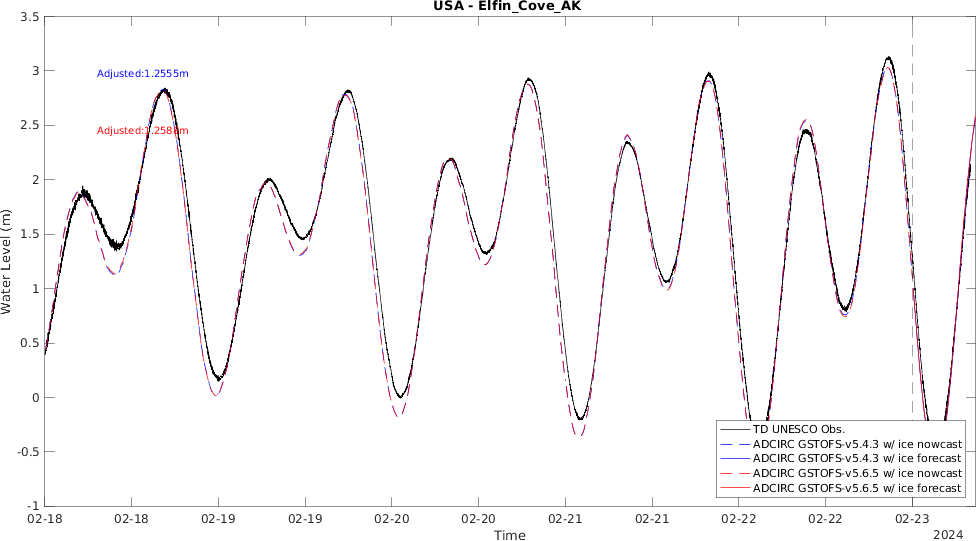 USA - Elfin_Cove_AK
3.5
3
2.5
2
1.5
1
0.5
0
-0.5
-1
Water Level (m)
Adjusted:1.2555m
Adjusted:1.2586m
TD UNESCO Obs.
ADCIRC GSTOFS-v5.4.3 w/ ice nowcast
ADCIRC GSTOFS-v5.4.3 w/ ice forecast
ADCIRC GSTOFS-v5.6.5 w/ ice nowcast
ADCIRC GSTOFS-v5.6.5 w/ ice forecast
02-18 02-18 02-19 02-19 02-20 02-20 02-21 02-21 02-22 02-22 02-23
Time
2024